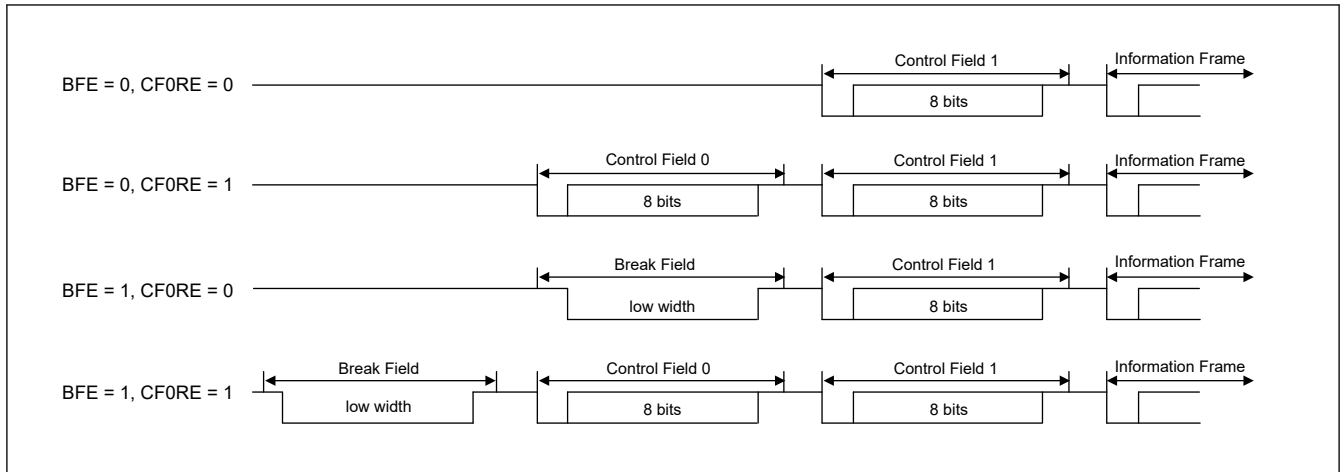 Control Field 1 Information Frame
BFE = 0, CF0RE = 0
8 bits
Control Field 0 Control Field 1 Information Frame
BFE = 0, CF0RE = 1
8 bits 8 bits
Break Field Control Field 1 Information Frame
BFE = 1, CF0RE = 0
low width 8 bits
Break Field Control Field 0 Control Field 1 Information Frame
BFE = 1, CF0RE = 1
low width 8 bits 8 bits